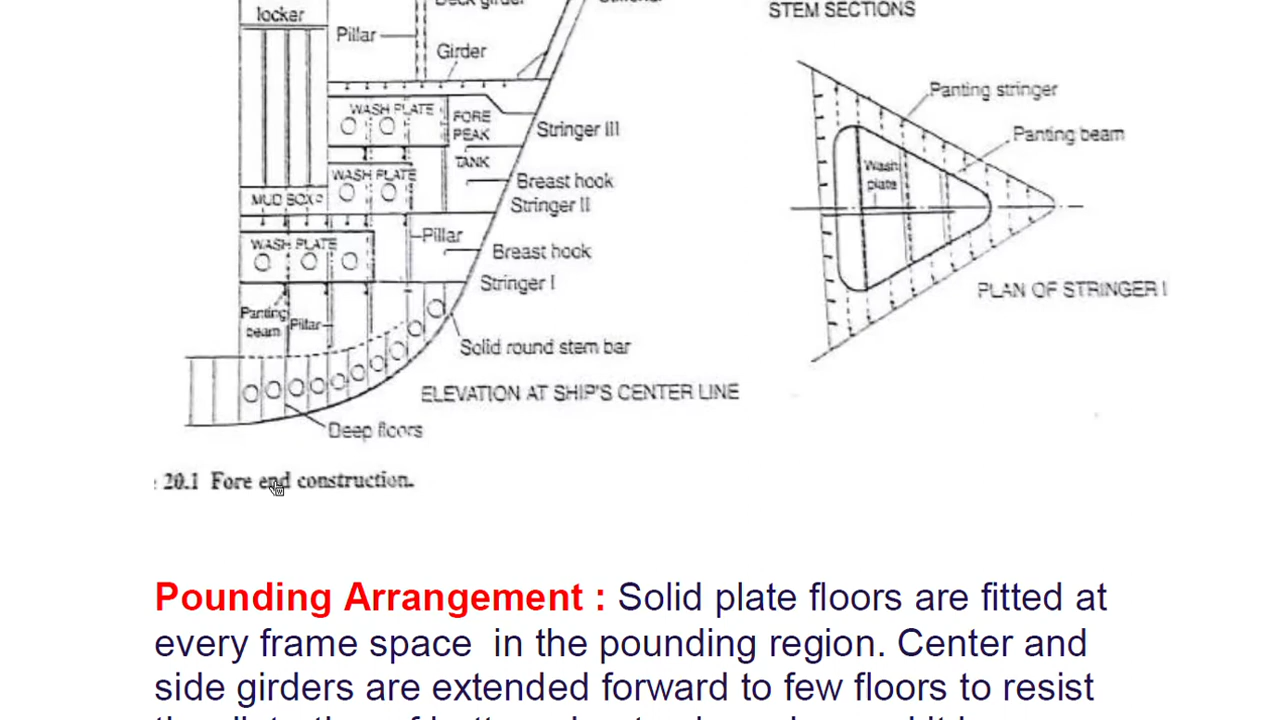 locker
Pillar
Girder
WASH PLATE
FORE
PEAK
TANK
Stringer III
WASH PLATE
Breast hook
MUD BOX
Stringer II
Pillar
WASH PLATE
Breast hook
Stringer I
Panting
beam
Pillar
Solid round stem bar
ELEVATION AT SHIP'S CENTER LINE
Deep floors
STEM SECTIONS
Panting stringer
Panting beam
Wash
plate
PLAN OF STRINGER I
20.1 Fore end construction.
Pounding Arrangement : Solid plate floors are fitted at
every frame space in the pounding region. Center and
side girders are extended forward to few floors to resist